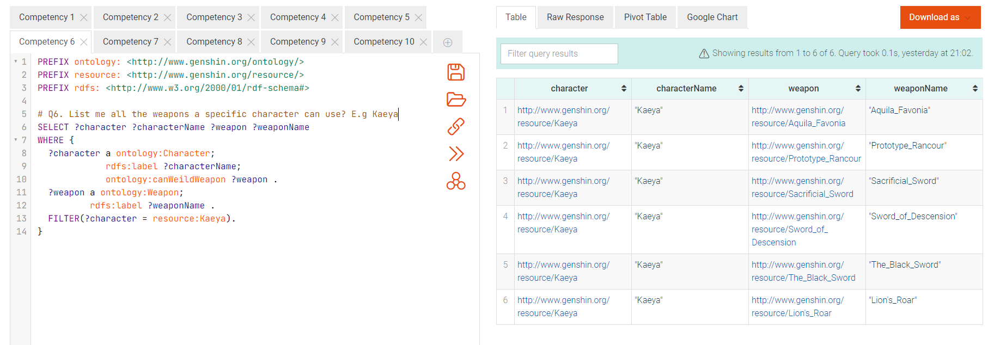 Competency 1
Competency 2
Competency 3
Competency 4
Competency 5
Competency 6
Competency 7
Competency 8
Competency 9
Competency 10
1 PREFIX ontology: <http://www.genshin.org/ontology/>
2 PREFIX resource: <http://www.genshin.org/resource/>
3 PREFIX rdfs: <http://www.w3.org/2000/01/rdf-schema#>
4
5 # Q6. List me all the weapons a specific character can use? E.g Kaeya
6 SELECT ?character ?characterName ?weapon ?weaponName
7 WHERE {
8 ?character a ontology:Character;
9 rdfs:label ?characterName;
10 ontology:canWeildWeapon ?weapon .
11 ?weapon a ontology:Weapon;
12 rdfs:label ?weaponName .
13 FILTER(?character = resource:Kaeya).
14 }
Table
Raw Response
Pivot Table
Google Chart
Download as
Filter query results
Showing results from 1 to 6 of 6. Query took 0.1s, yesterday at 21:02.
character characterName weapon weaponName
1 http://www.genshin.org/ "Kaeya" http://www.genshin.org/ "Aquila_Favonia"
resource/Kaeya resource/Aquila_Favonia
2 http://www.genshin.org/ "Kaeya" http://www.genshin.org/ "Prototype_Rancour"
resource/Kaeya resource/Prototype_Rancour
3 http://www.genshin.org/ "Kaeya" http://www.genshin.org/ "Sacrificial_Sword"
resource/Kaeya resource/Sacrificial_Sword
4 http://www.genshin.org/ "Kaeya" http://www.genshin.org/ "Sword_of_Descension"
resource/Kaeya resource/Sword_of_
Descension
5 http://www.genshin.org/ "Kaeya" http://www.genshin.org/ "The_Black_Sword"
resource/Kaeya resource/The_Black_Sword
6 http://www.genshin.org/ "Kaeya" http://www.genshin.org/ "Lion's_Roar"
resource/Kaeya resource/Lion's_Roar